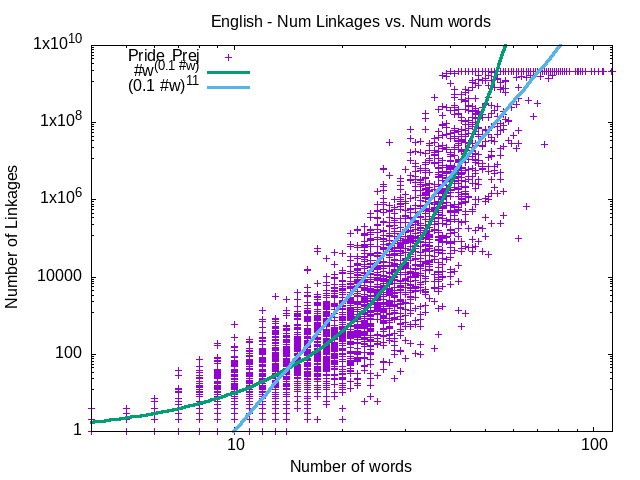 English - Num Linkages vs. Num words
1x10^10
Pride_Prej
#w^(0.1 #w)
(0.1 #w)^11
1x10^8
1x10^6
10000
100
1
Number of Linkages
10
100
Number of words